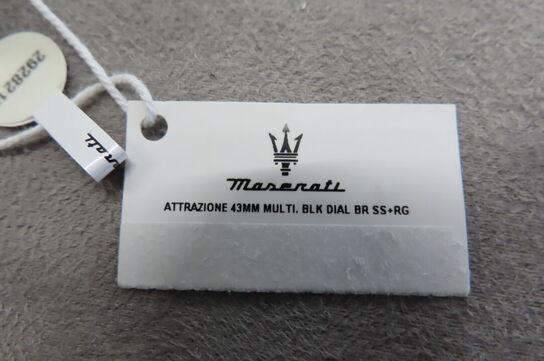 Maserati
ATTRAZIONE 43MM MULTI. BLK DIAL BR SS+RG